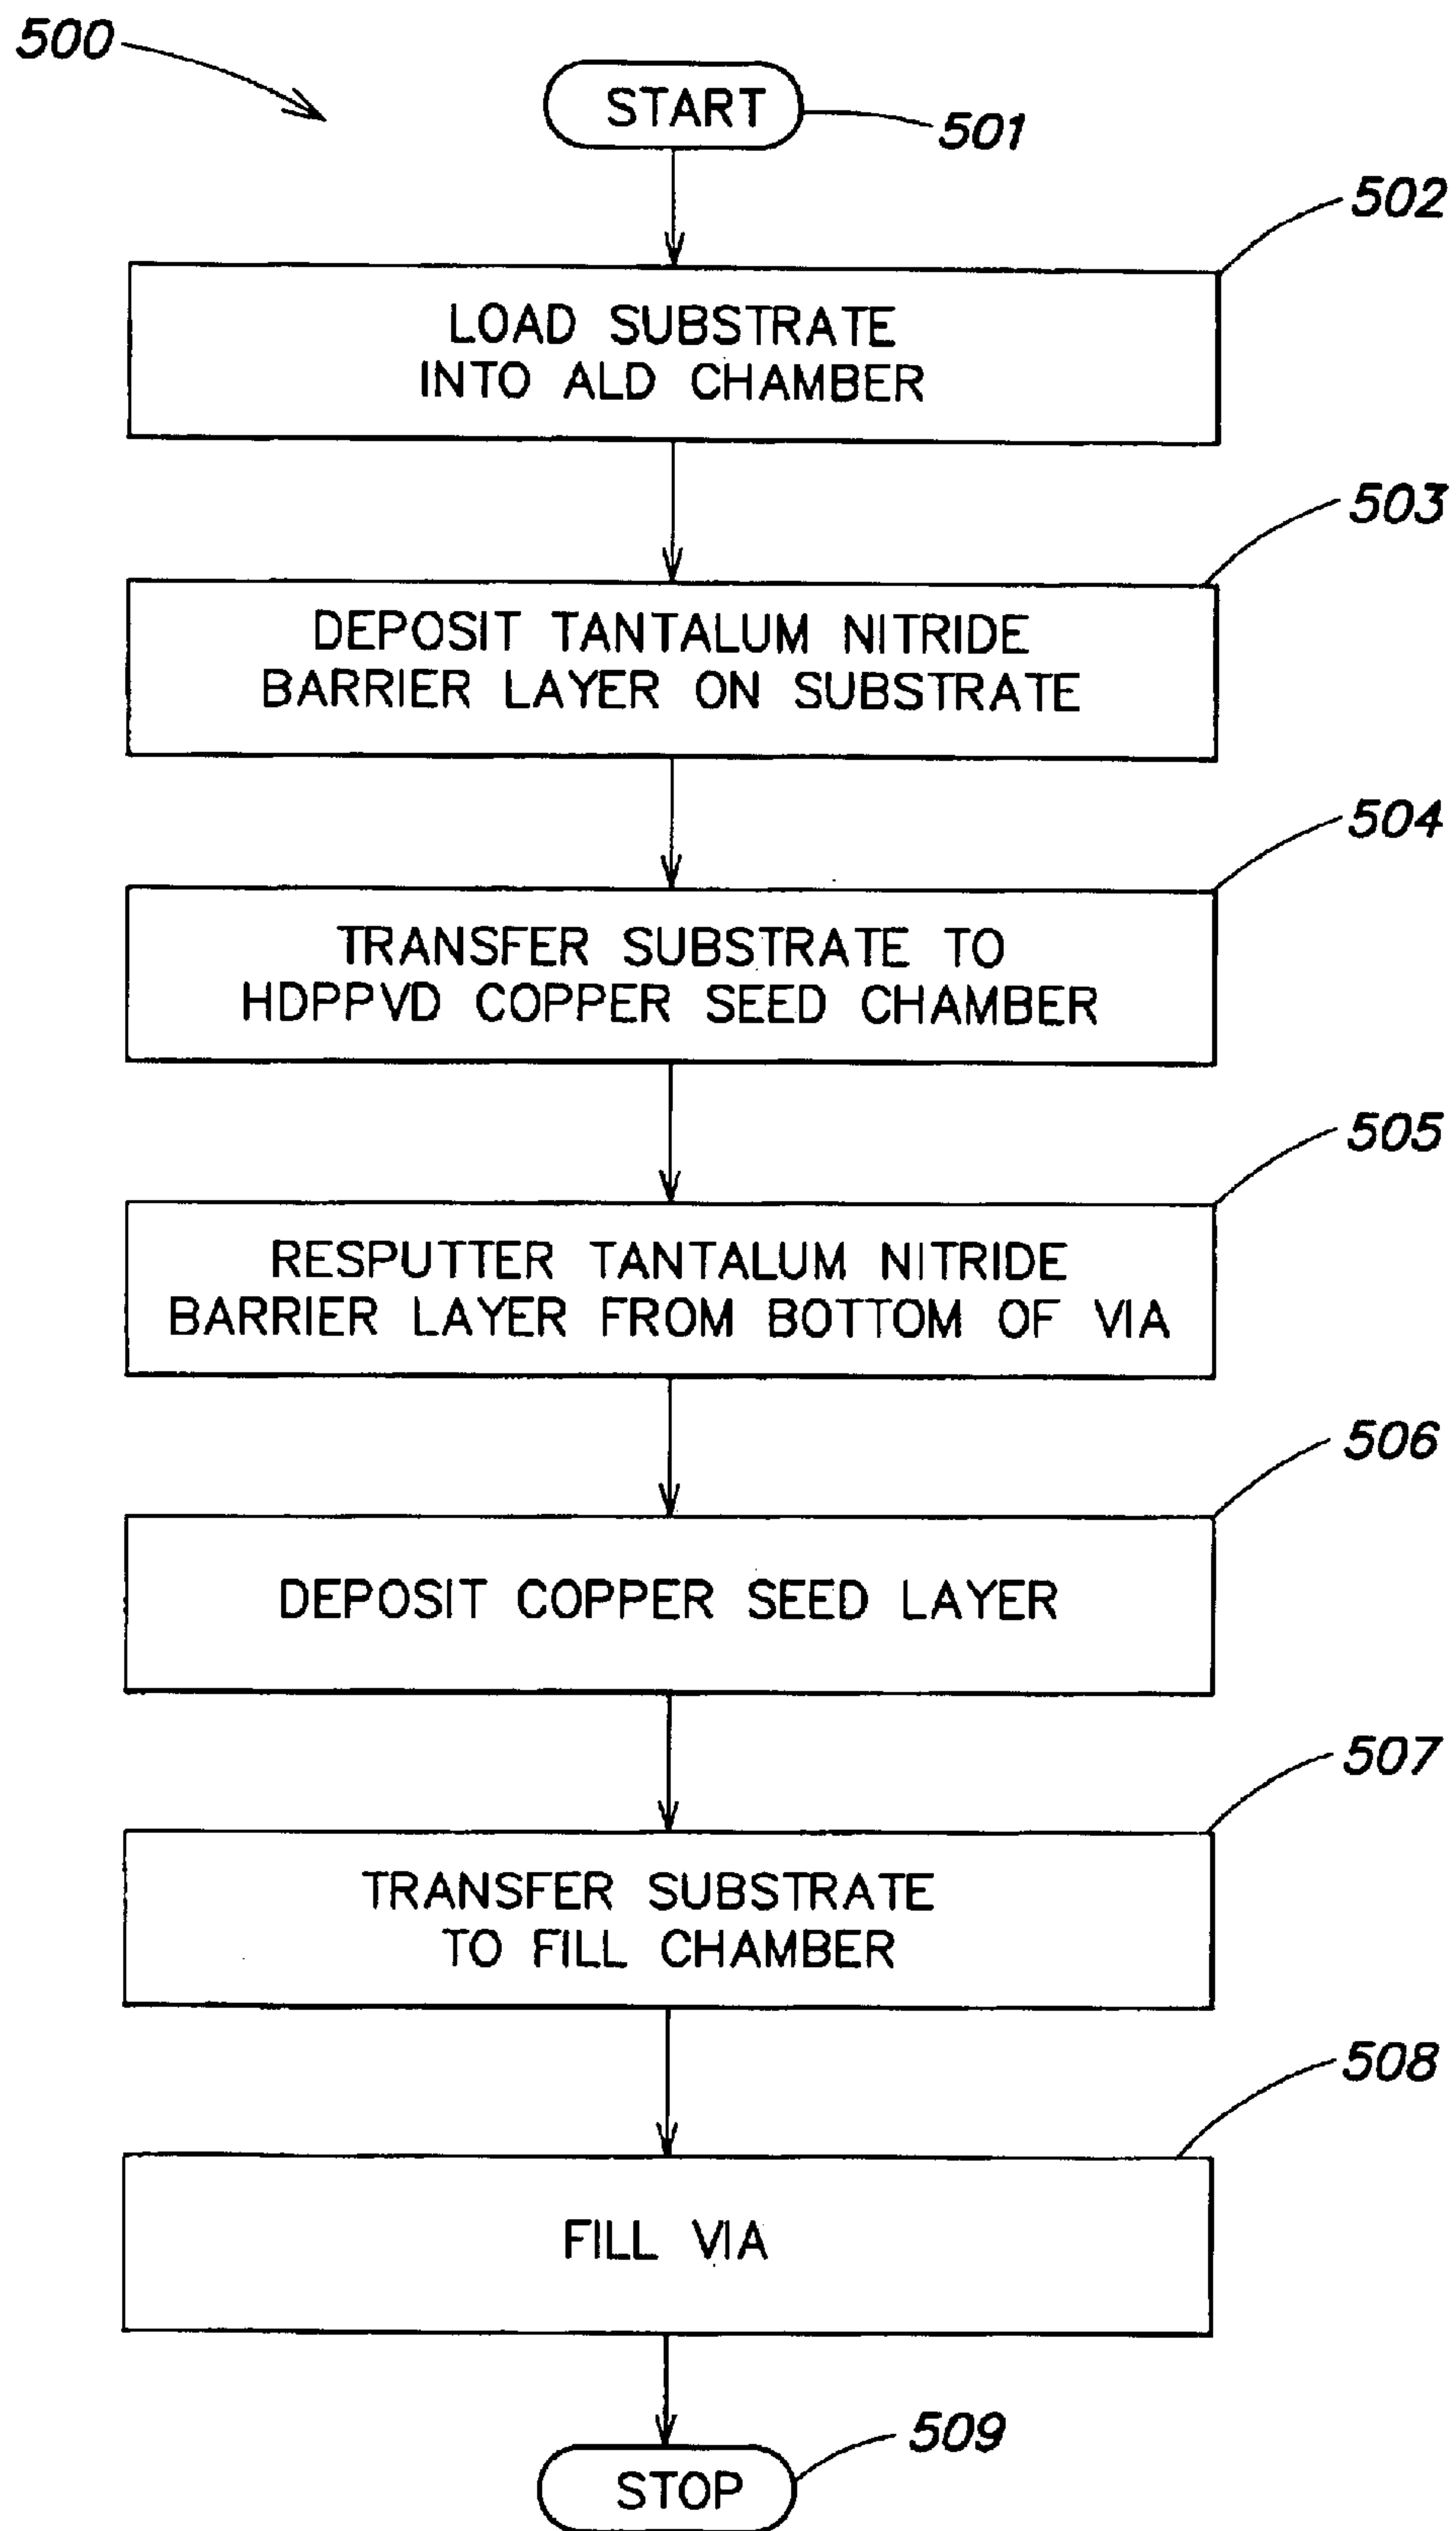 500
START
501
502
LOAD SUBSTRATE
INTO ALD CHAMBER
503
DEPOSIT TANTALUM NITRIDE
BARRIER LAYER ON SUBSTRATE
504
TRANSFER SUBSTRATE TO
HDPPVD COPPER SEED CHAMBER
505
RESPUTTER TANTALUM NITRIDE
BARRIER LAYER FROM BOTTOM OF VIA
506
DEPOSIT COPPER SEED LAYER
507
TRANSFER SUBSTRATE
TO FILL CHAMBER
508
FILL VIA
509
STOP